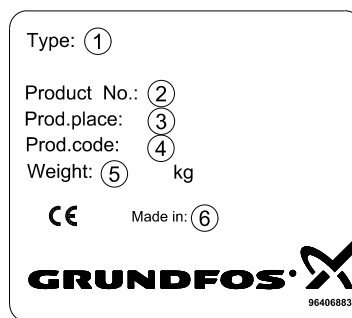 Type: 1
Product No.: 2
Prod.place: 3
Prod.code: 4
Weight: 5 kg
CE Made in: 6
GRUNDFOS
96406883